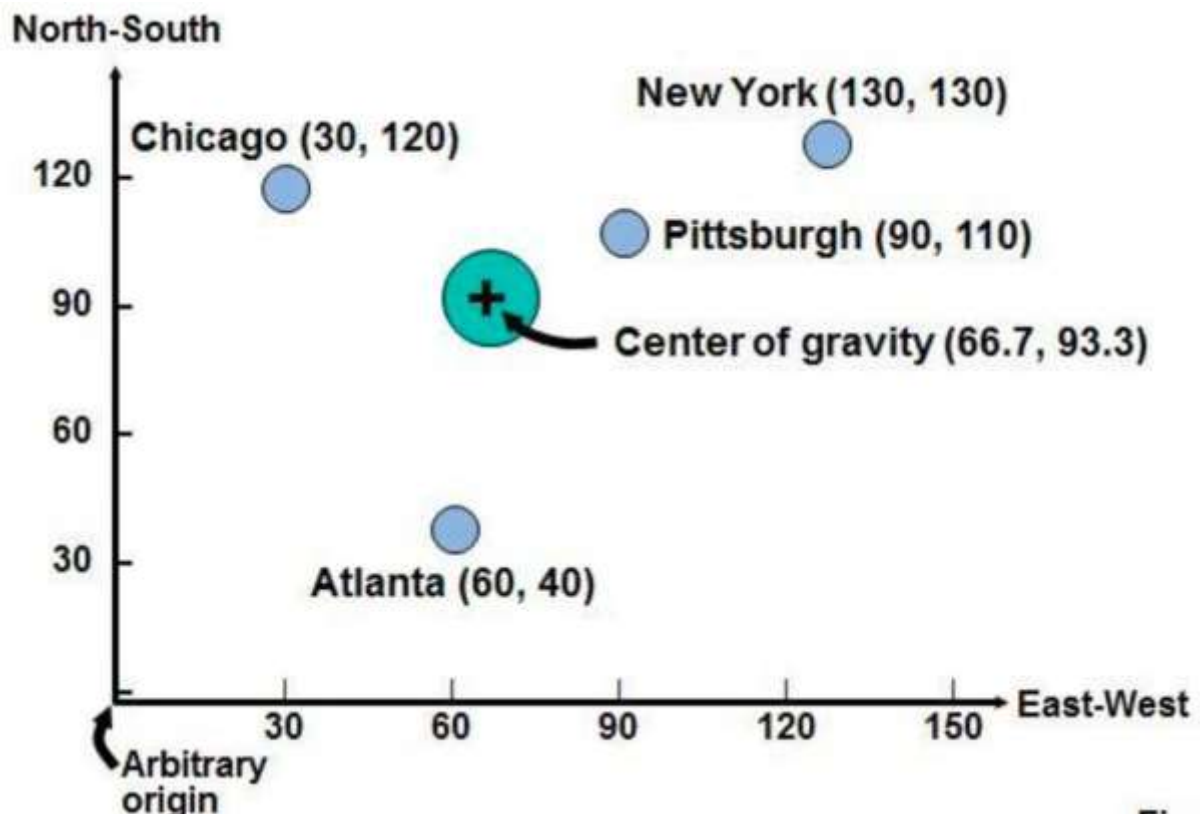 North-South
New York (130, 130)
Chicago (30, 120)
120
Pittsburgh (90, 110)
90
+
Center of gravity (66.7, 93.3)
60
30
Atlanta (60, 40)
East-West
30 60 90 120 150
Arbitrary
origin